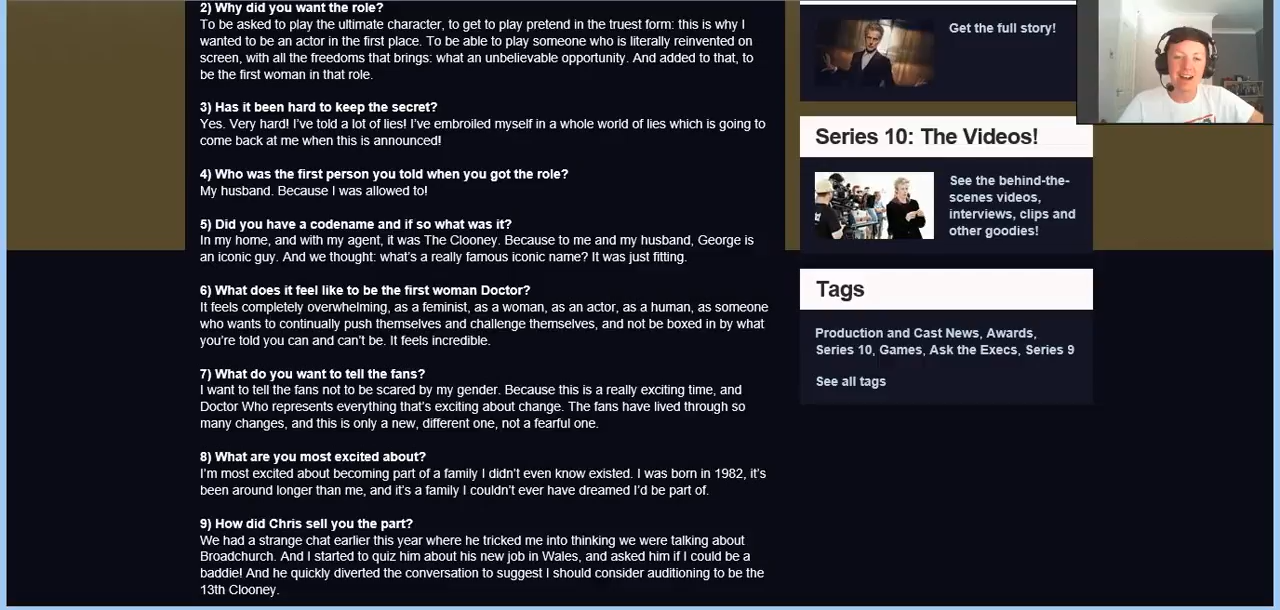 2) Why did you want the role?
To be asked to play the ultimate character, to get to play pretend in the truest form: this is why I
wanted to be an actor in the first place. To be able to play someone who is literally reinvented on
screen, with all the freedoms that brings: what an unbelievable opportunity. And added to that, to
be the first woman in that role.
3) Has it been hard to keep the secret?
Yes. Very hard! I've told a lot of lies! I've embroiled myself in a whole world of lies which is going to
come back at me when this is announced!
4) Who was the first person you told when you got the role?
My husband. Because I was allowed to!
5) Did you have a codename and if so what was it?
In my home, and with my agent, it was The Clooney. Because to me and my husband, George is
an iconic guy. And we thought: what's a really famous iconic name? It was just fitting.
6) What does it feel like to be the first woman Doctor?
It feels completely overwhelming, as a feminist, as a woman, as an actor, as a human, as someone
who wants to continually push themselves and challenge themselves, and not be boxed in by what
you're told you can and can't be. It feels incredible.
7) What do you want to tell the fans?
I want to tell the fans not to be scared by my gender. Because this is a really exciting time, and
Doctor Who represents everything that's exciting about change. The fans have lived through so
many changes, and this is only a new, different one, not a fearful one.
8) What are you most excited about?
I'm most excited about becoming part of a family I didn't even know existed. I was born in 1982, it's
been around longer than me, and it's a family I couldn't ever have dreamed I'd be part of.
9) How did Chris sell you the part?
We had a strange chat earlier this year where he tricked me into thinking we were talking about
Broadchurch. And I started to quiz him about his new job in Wales, and asked him if I could be a
baddie! And he quickly diverted the conversation to suggest I should consider auditioning to be the
13th Clooney.
Get the full story!
Series 10: The Videos!
See the behind-the-
scenes videos,
interviews, clips and
other goodies!
Tags
Production and Cast News, Awards,
Series 10, Games, Ask the Execs, Series 9
See all tags